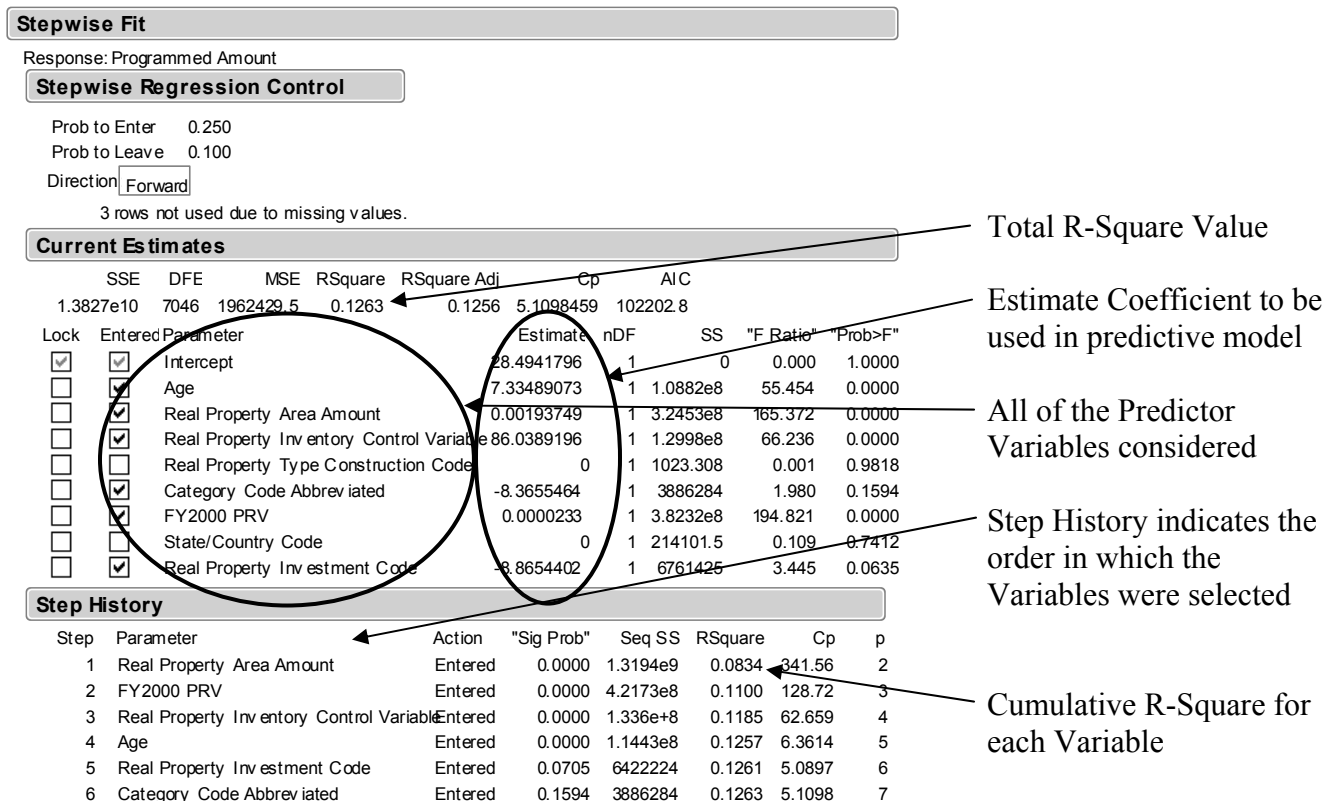 Stepwise Fit
Response: Programmed Amount
Stepwise Regression Control
Prob to Enter 0.250
Prob to Leave 0.100
Direction Forward
3 rows not used due to missing values.
Current Estimates
SSE DFE MSE RSquare RSquare Adj Cp AIC
1.3827e10 7046 1962429.5 0.1263 0.1256 5.1098459 102202.8
Lock Entered Parameter Estimate nDF SS "F Ratio" "Prob>F"
Intercept 28.4941796 1 0 0.000 1.0000
Age 7.33489073 1 1.0882e8 55.454 0.0000
Real Property Area Amount 0.00193749 1 3.2453e8 165.372 0.0000
Real Property Inventory Control Variable 86.0389196 1 1.2998e8 66.236 0.0000
Real Property Type Construction Code 0 1 1023.308 0.001 0.9818
Category Code Abbreviated -8.3655464 1 3886284 1.980 0.1594
FY2000 PRV 0.0000233 1 3.8232e8 194.821 0.0000
State/Country Code 0 1 214101.5 0.109 0.7412
Real Property Investment Code 1 6761425 3.445 0.0635
Step History
Step Parameter Action "Sig Prob" Seq SS RSquare Cp p
1 Real Property Area Amount Entered 0.0000 1.3194e9 0.0834 341.56 2
2 FY2000 PRV Entered 0.0000 4.2173e8 0.1100 128.72 3
3 Real Property Inventory Control Variable Entered 0.0000 1.336e+8 0.1185 62.659 4
4 Age Entered 0.0000 1.1443e8 0.1257 6.3614 5
5 Real Property Investment Code Entered 0.0705 6422224 0.1261 5.0897 6
6 Category Code Abbreviated Entered 0.1594 3886284 0.1263 5.1098 7
Total R-Square Value
Estimate Coefficient to be
used in predictive model
All of the Predictor
Variables considered
Step History indicates the
order in which the
Variables were selected
Cumulative R-Square for
each Variable